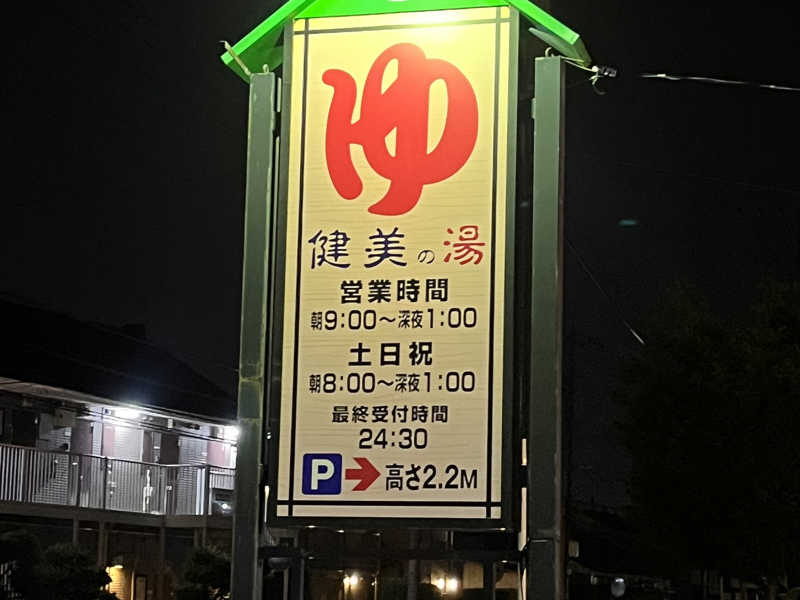 ゆ
健美の湯
営業時間
朝9:00～深夜1:00
土日祝
朝8:00～深夜1:00
最終受付時間
24:30
P 高さ2.2M